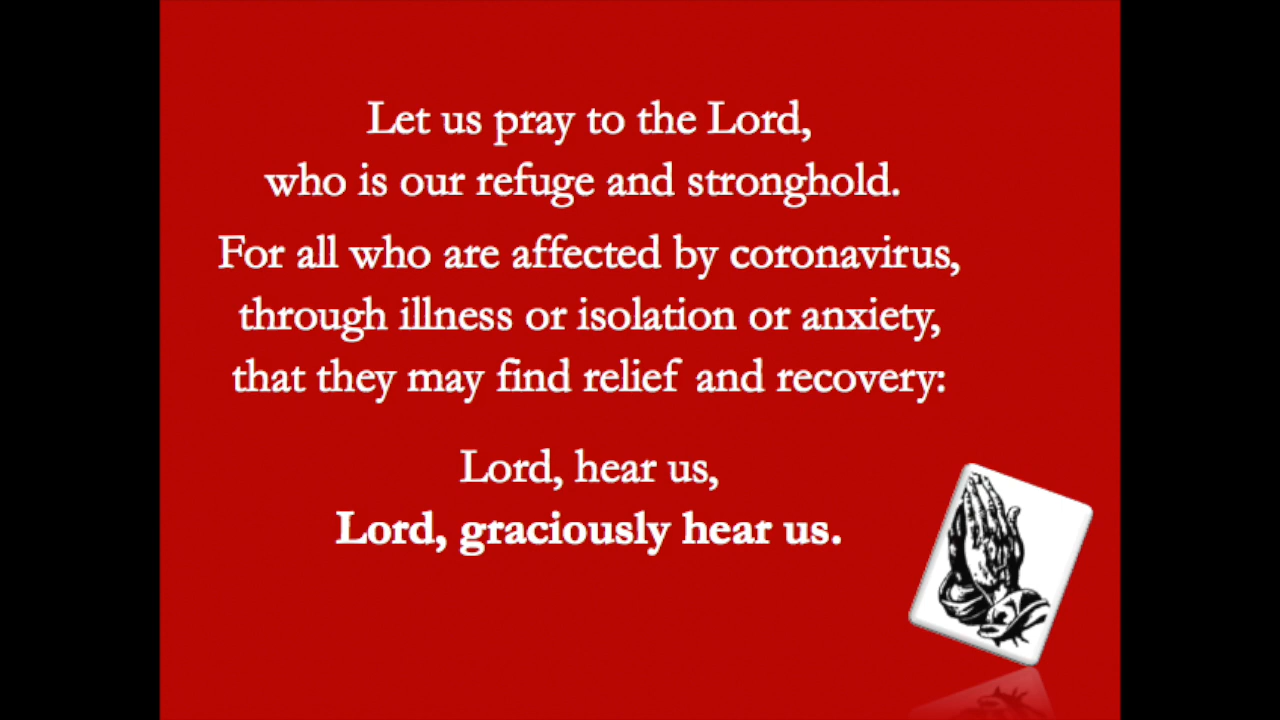 Let us pray to the Lord,
who is our refuge and stronghold.
For all who are affected by coronavirus,
through illness or isolation or anxiety,
that they may find relief and recovery:
Lord, hear us,
Lord, graciously hear us.